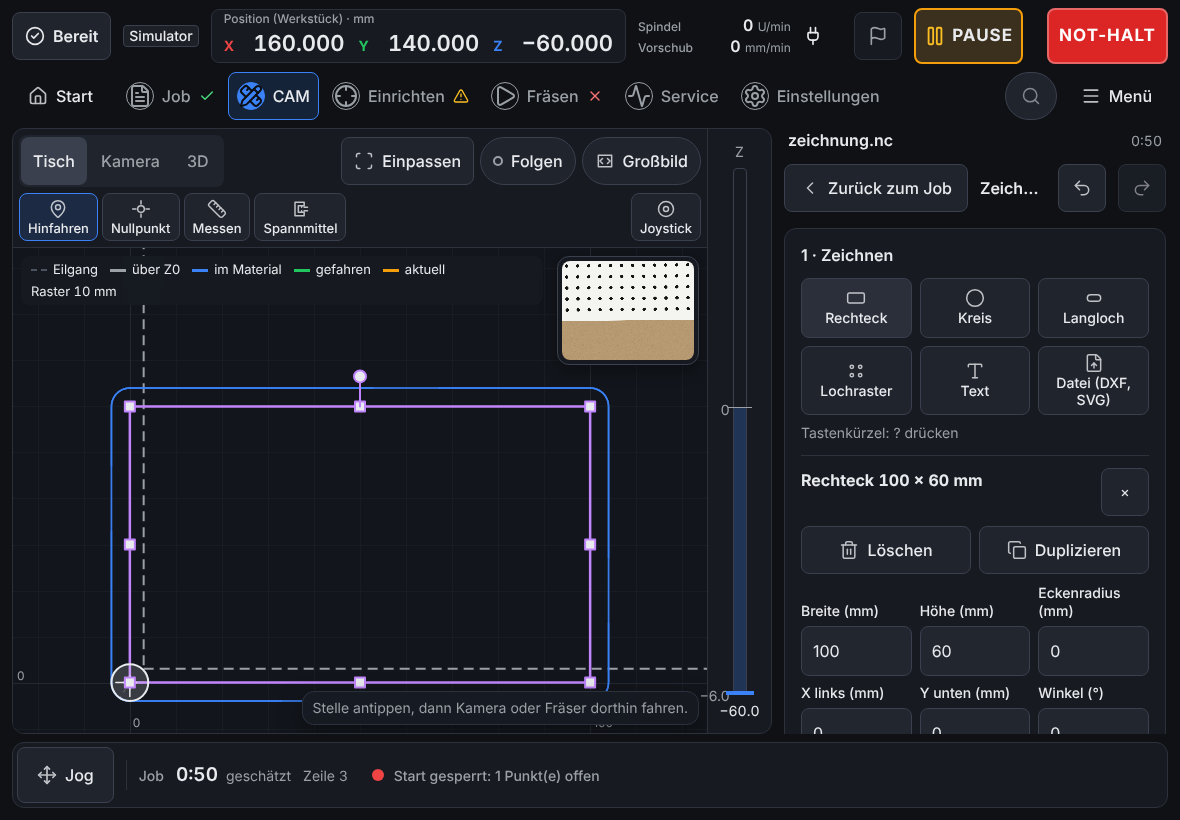 Bereit
Simulator
Position (Werkstück) · mm
X 160.000 Y 140.000 Z −60.000
Spindel 0 U/min
Vorschub 0 mm/min
PAUSE
NOT-HALT
Start
Job
CAM
Einrichten
Fräsen
Service
Einstellungen
Menü
Tisch
Kamera
3D
Einpassen
Folgen
Großbild
Hinfahren
Nullpunkt
Messen
Spannmittel
Joystick
Eilgang
über Z0
im Material
gefahren
aktuell
Raster 10 mm
0
0
Stelle antippen, dann Kamera oder Fräser dorthin fahren.
Z
0
−6.0
−60.0
zeichnung.nc
0:50
Zurück zum Job
Zeich…
1 · Zeichnen
Rechteck
Kreis
Langloch
Lochraster
Text
Datei (DXF,
SVG)
Tastenkürzel: ? drücken
Rechteck 100 × 60 mm
×
Löschen
Duplizieren
Breite (mm)
Höhe (mm)
Eckenradius
(mm)
100
60
0
X links (mm)
Y unten (mm)
Winkel (°)
0
0
0
Jog
Job 0:50 geschätzt Zeile 3
Start gesperrt: 1 Punkt(e) offen